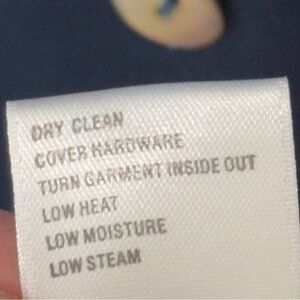 DRY CLEAN
COVER HARDWARE
TURN GARMENT INSIDE OUT
LOW HEAT
LOW MOISTURE
LOW STEAM